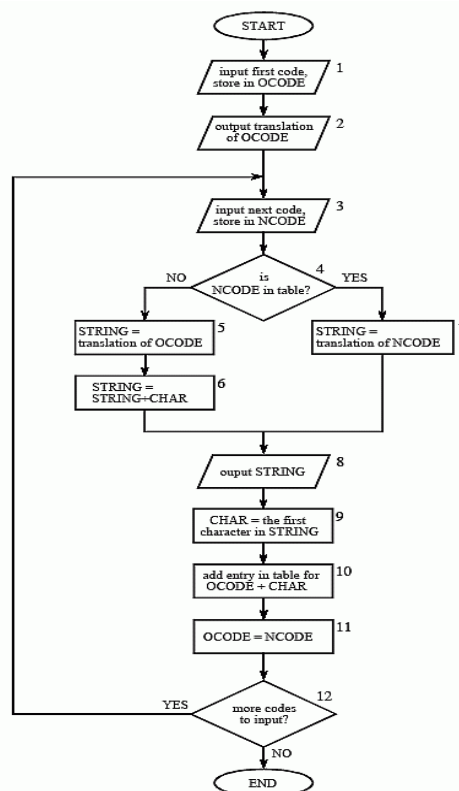 START
input first code,
store in OCODE
1
output translation
of OCODE
2
input next code,
store in NCODE
3
is
NCODE in table?
4
NO
YES
STRING =
translation of OCODE
5
STRING =
translation of NCODE
STRING =
STRING+CHAR
6
ouput STRING
8
CHAR = the first
character in STRING
9
add entry in table for
OCODE + CHAR
10
OCODE = NCODE
11
more codes
to input?
12
YES
NO
END